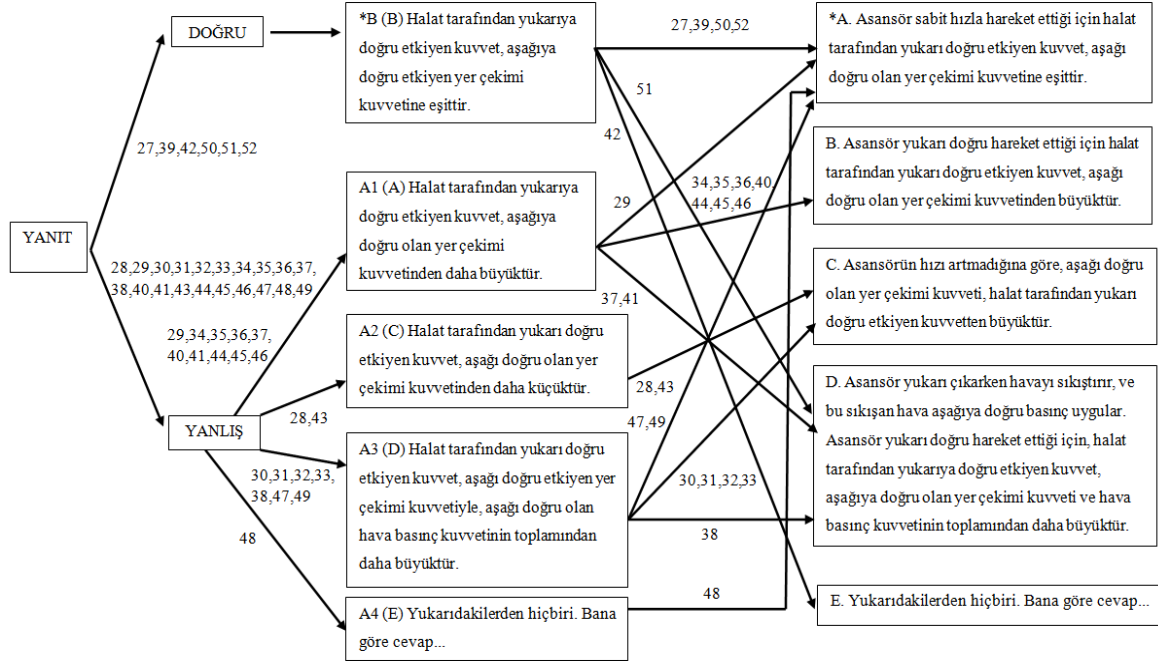 YANIT
DOĞRU
27,39,42,50,51,52
28,29,30,31,32,33,34,35,36,37,
38,40,41,43,44,45,46,47,48,49
YANLIŞ
29,34,35,36,37,
40,41,44,45,46
28,43
30,31,32,33,
38,47,49
48
*B (B) Halat tarafından yukarıya
doğru etkiyen kuvvet, aşağıya
doğru etkiyen yer çekimi
kuvvetine eşittir.
A1 (A) Halat tarafından yukarıya
doğru etkiyen kuvvet, aşağıya
doğru olan yer çekimi
kuvvetinden daha büyüktür.
A2 (C) Halat tarafından yukarı doğru
etkiyen kuvvet, aşağı doğru olan yer
çekimi kuvvetinden daha küçüktür.
A3 (D) Halat tarafından yukarı doğru
etkiyen kuvvet, aşağı doğru etkiyen yer
çekimi kuvvetiyle, aşağı doğru olan
hava basınç kuvvetinin toplamından
daha büyüktür.
A4 (E) Yukarıdakilerden hiçbiri. Bana
göre cevap...
27,39,50,52
51
42
29
34,35,36,40,
44,45,46
37,41
28,43
47,49
30,31,32,33
38
48
*A. Asansör sabit hızla hareket ettiği için halat
tarafından yukarı doğru etkiyen kuvvet, aşağı
doğru olan yer çekimi kuvvetine eşittir.
B. Asansör yukarı doğru hareket ettiği için halat
tarafından yukarı doğru etkiyen kuvvet, aşağı
doğru olan yer çekimi kuvvetinden büyüktür.
C. Asansörün hızı artmadığına göre, aşağı doğru
olan yer çekimi kuvveti, halat tarafından yukarı
doğru etkiyen kuvvetten büyüktür.
D. Asansör yukarı çıkarken havayı sıkıştırır, ve
bu sıkışan hava aşağıya doğru basınç uygular.
Asansör yukarı doğru hareket ettiği için, halat
tarafından yukarıya doğru etkiyen kuvvet,
aşağıya doğru olan yer çekimi kuvveti ve hava
basınç kuvvetinin toplamından daha büyüktür.
E. Yukarıdakilerden hiçbiri. Bana göre cevap...